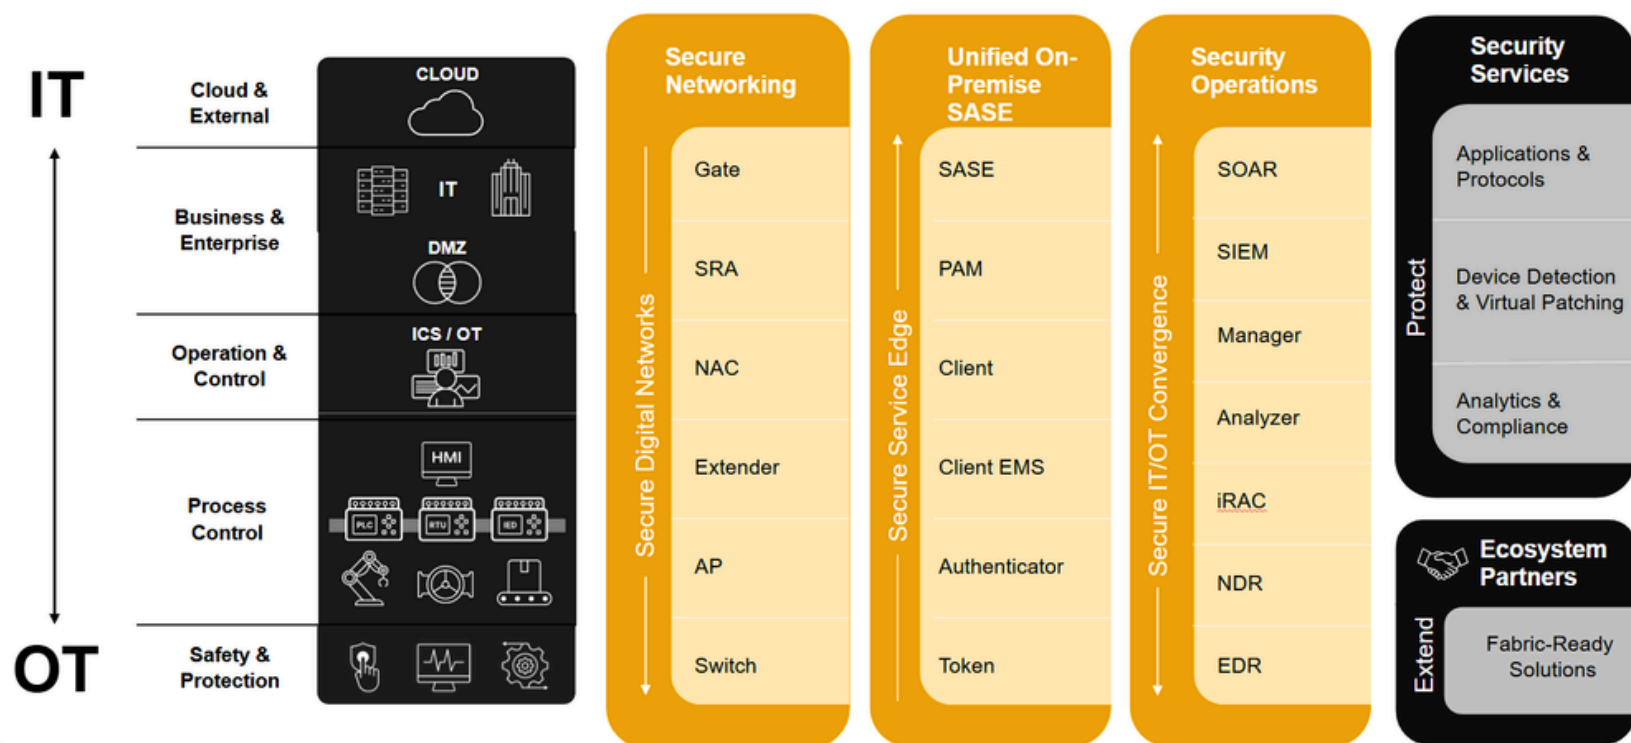 IT
OT
Cloud &
External
Business &
Enterprise
Operation &
Control
Process
Control
Safety &
Protection
CLOUD
IT
DMZ
ICS / OT
HMI
PLC
RTU
IED
Secure
Networking
Secure Digital Networks
Gate
SRA
NAC
Extender
AP
Switch
Unified On-
Premise
SASE
Secure Service Edge
SASE
PAM
Client
Client EMS
Authenticator
Token
Security
Operations
Secure IT/OT Convergence
SOAR
SIEM
Manager
Analyzer
iRAC
NDR
EDR
Security
Services
Protect
Applications &
Protocols
Device Detection
& Virtual Patching
Analytics &
Compliance
Ecosystem
Partners
Extend
Fabric-Ready
Solutions